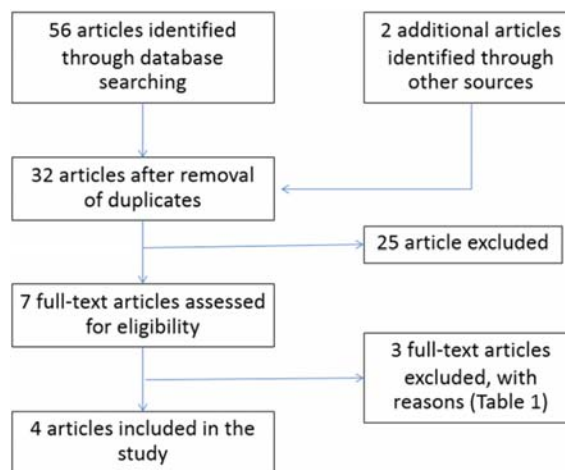 56 articles identified
through database
searching
2 additional articles
identified through
other sources
32 articles after removal
of duplicates
25 article excluded
7 full-text articles assessed
for eligibility
3 full-text articles
excluded, with
reasons (Table 1)
4 articles included in the
study